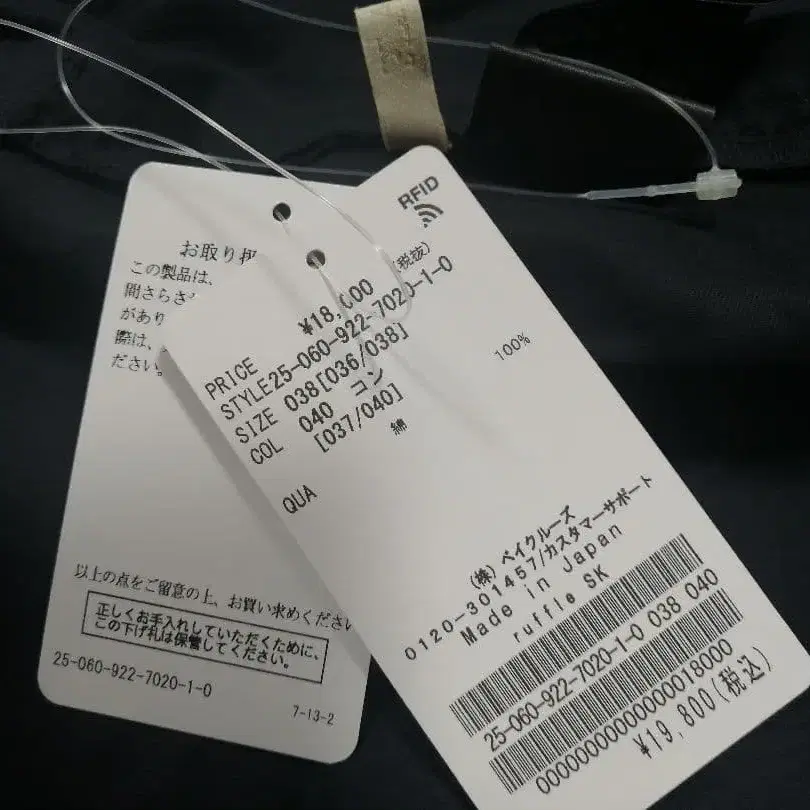 お取り扱
この製品は、
間さらさ
があり
際は、
ださい。
以上の点をご留意の上、お買い求めください
正しくお手入れしていただくために、
この下げ札は保管してください。
25-060-922-7020-1-0
7-13-2
RFID
PRICE ¥18,000 (税抜)
STYLE25-060-922-7020-1-0
SIZE 038[036/038]
COL 040 コン
[037/040]
QUA 綿 100%
(株) ベイクルーズ
0120-301457/カスタマーサポート
Made in Japan
ruffle SK
25-060-922-7020-1-0 038 040
0000000000000018000
¥19,800(税込)